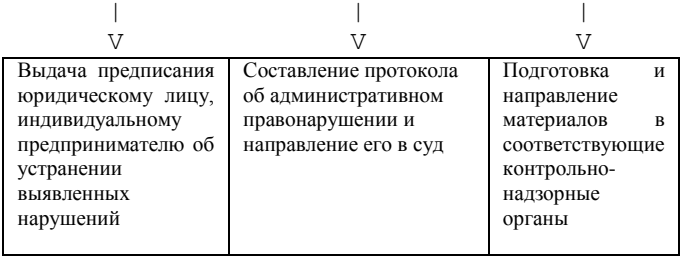 | | |
V V V
Выдача предписания
юридическому лицу,
индивидуальному
предпринимателю об
устранении
выявленных
нарушений
Составление протокола
об административном
правонарушении и
направление его в суд
Подготовка и
направление
материалов в
соответствующие
контрольно-
надзорные
органы